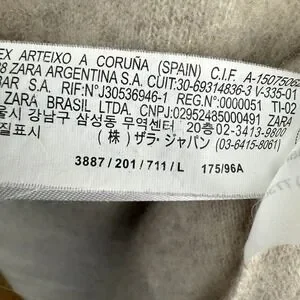 EX ARTEIXO A CORUÑA (SPAIN) C.I.F. A-150750
8 ZARA ARGENTINA S.A. CUIT:30-69314836-3 V-335-01
BAR, S.A. RIF:N°J30536946-1 REG.N°0000051 TI-02
ZARA BRASIL LTDA, CNPJ:02952485000491 ZARA
울시 강남구 삼성동 무역센터 20층 02-3413-9800
질표시 (株) ザラ・ジャパン (03-6415-8061)
3887/201/711/L 175/96A